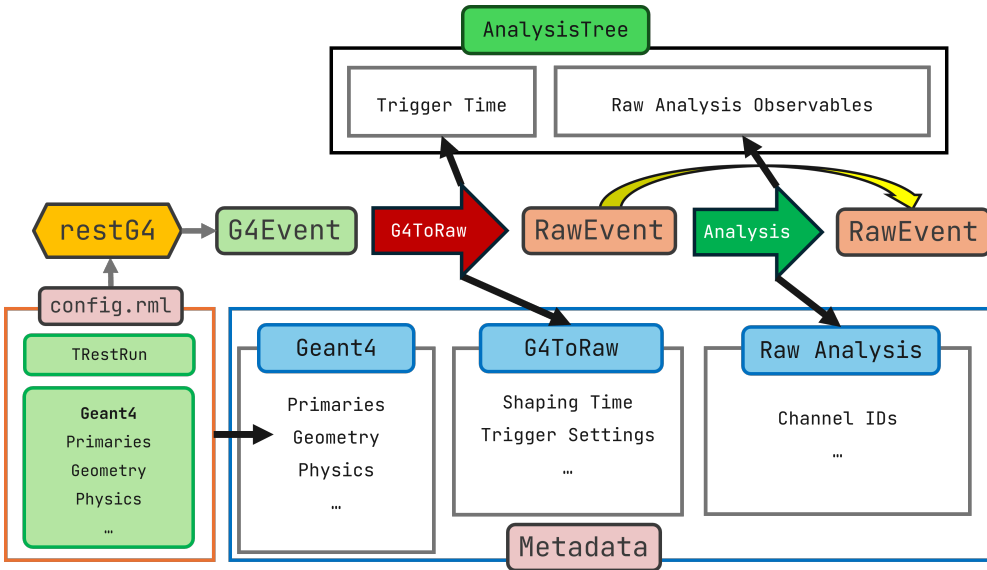 AnalysisTree
Trigger Time
Raw Analysis Observables
restG4
G4Event
G4ToRaw
RawEvent
Analysis
RawEvent
config.rml
TRestRun
Geant4
Primaries
Geometry
Physics
…
Geant4
Primaries
Geometry
Physics
…
G4ToRaw
Shaping Time
Trigger Settings
…
Raw Analysis
Channel IDs
…
Metadata